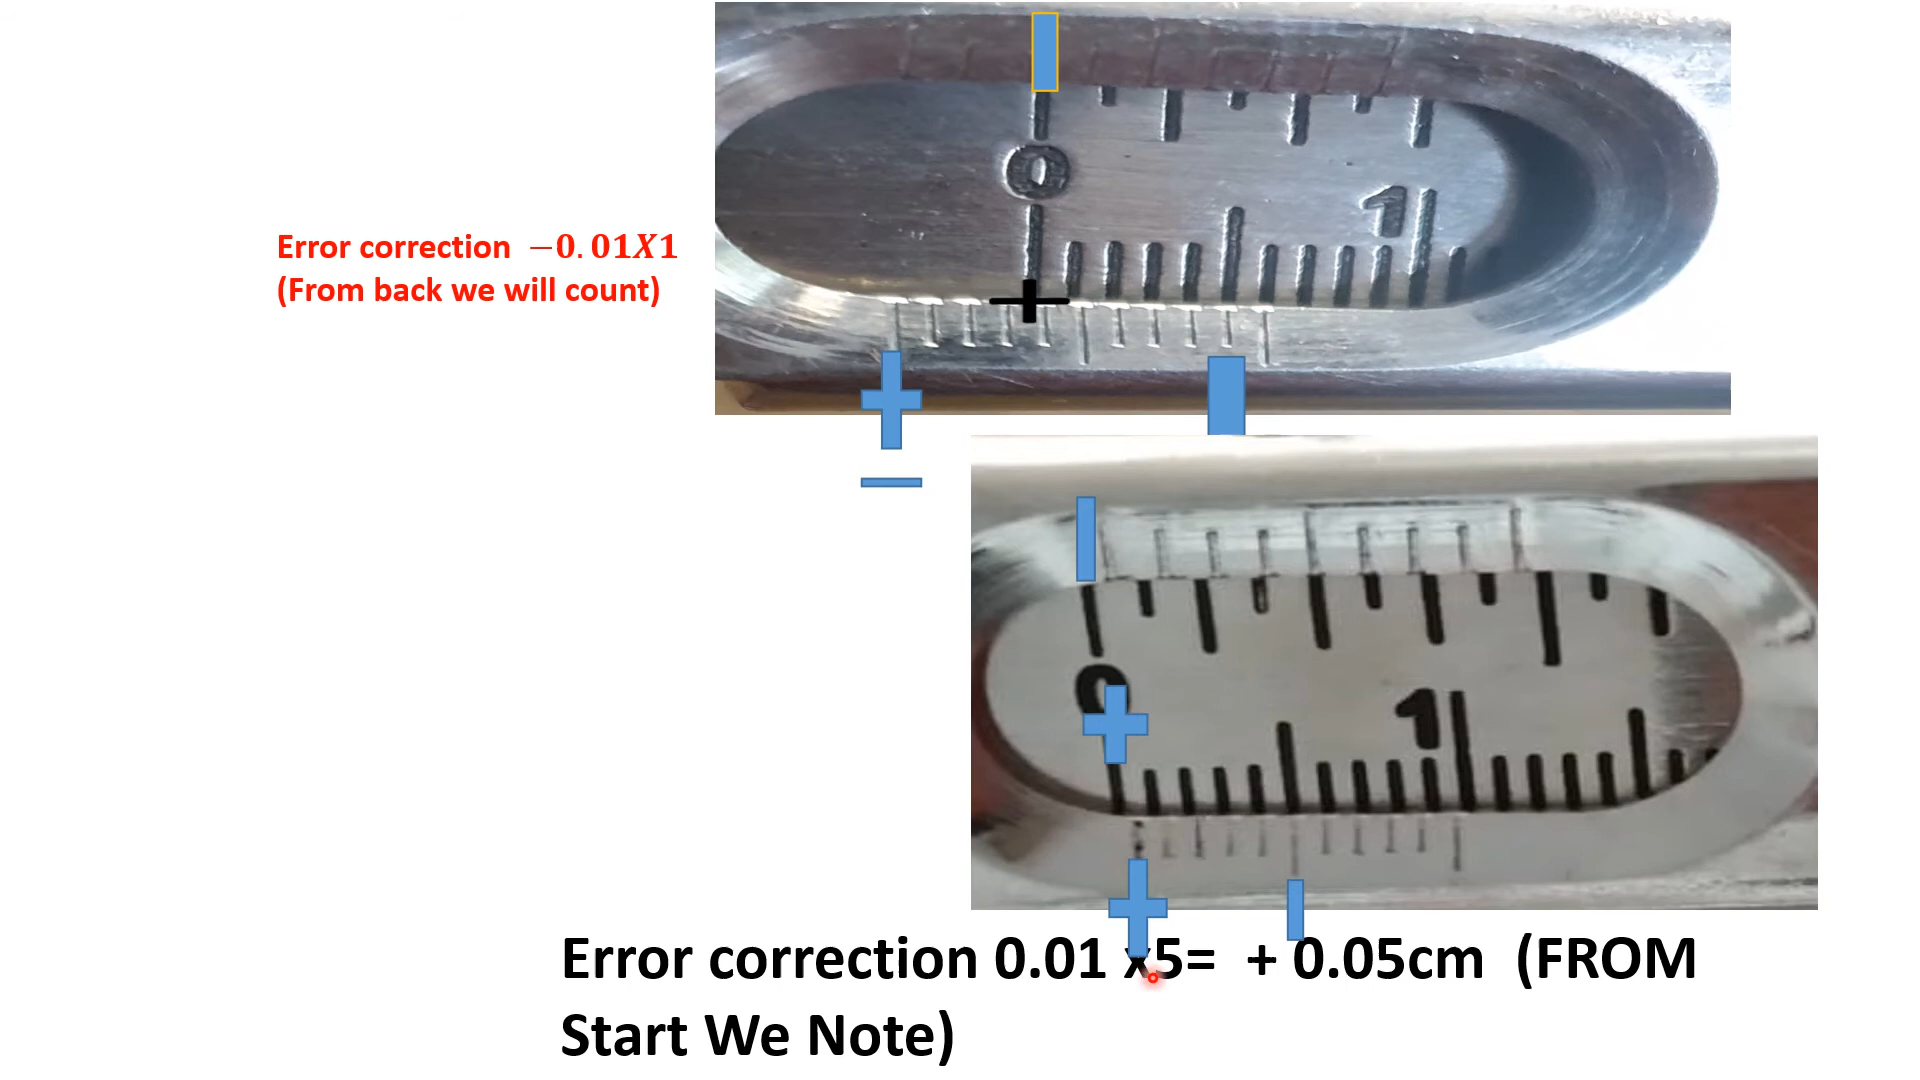 Error correction −0.01X1
(From back we will count)
0
1
0
1
Error correction 0.01 x5= + 0.05cm (FROM
Start We Note)